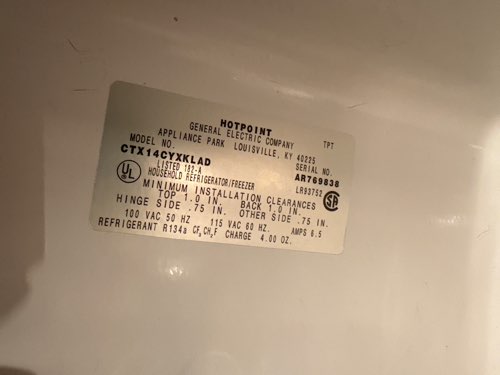 HOTPOINT
GENERAL ELECTRIC COMPANY TPT
APPLIANCE PARK LOUISVILLE, KY 40225
MODEL NO. SERIAL NO.
CTX14CYXKLAD AR769838
UL LISTED 182-A LR93752 SA
HOUSEHOLD REFRIGERATOR/FREEZER
MINIMUM INSTALLATION CLEARANCES
TOP 1.0 IN. BACK 1.0 IN.
HINGE SIDE .75 IN. OTHER SIDE .75 IN.
100 VAC 50 HZ 115 VAC 60 HZ. AMPS 6.5
REFRIGERANT R134a CF₃CH₂F CHARGE 4.00 OZ.